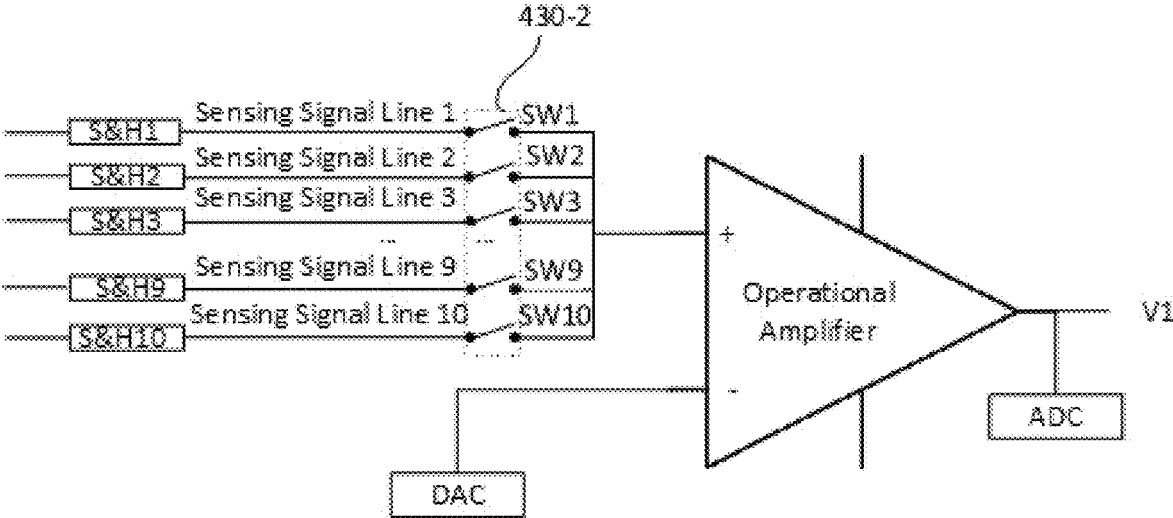 430-2
S&H1 Sensing Signal Line 1 SW1
S&H2 Sensing Signal Line 2 SW2
S&H3 Sensing Signal Line 3 SW3
... ...
S&H9 Sensing Signal Line 9 SW9
S&H10 Sensing Signal Line 10 SW10
+
Operational
Amplifier
V1
-
ADC
DAC